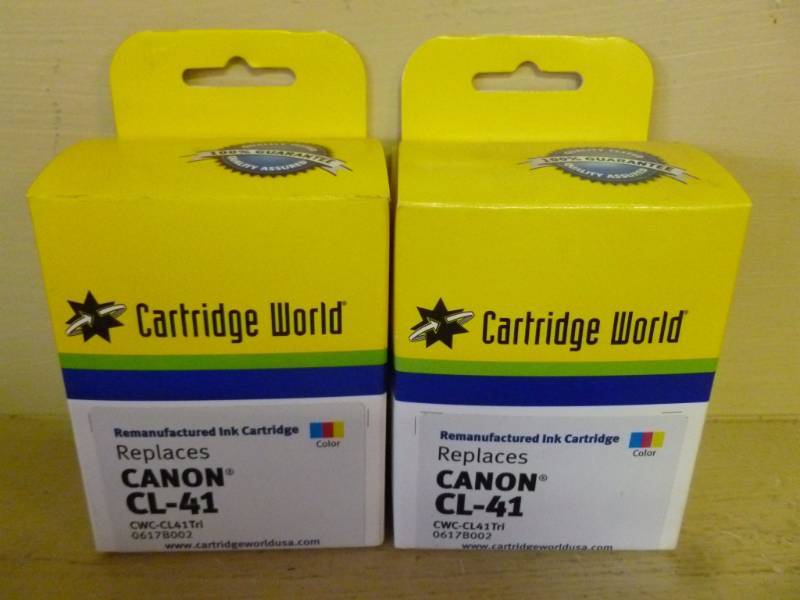 100% GUARANTEE
QUALITY ASSURED
Cartridge World®
Remanufactured Ink Cartridge
Color
Replaces
CANON®
CL-41
CWC-CL41Tri
0617B002
www.cartridgeworldusa.com
100% GUARANTEE
QUALITY ASSURED
Cartridge World®
Remanufactured Ink Cartridge
Color
Replaces
CANON®
CL-41
CWC-CL41Tri
0617B002
www.cartridgeworldusa.com